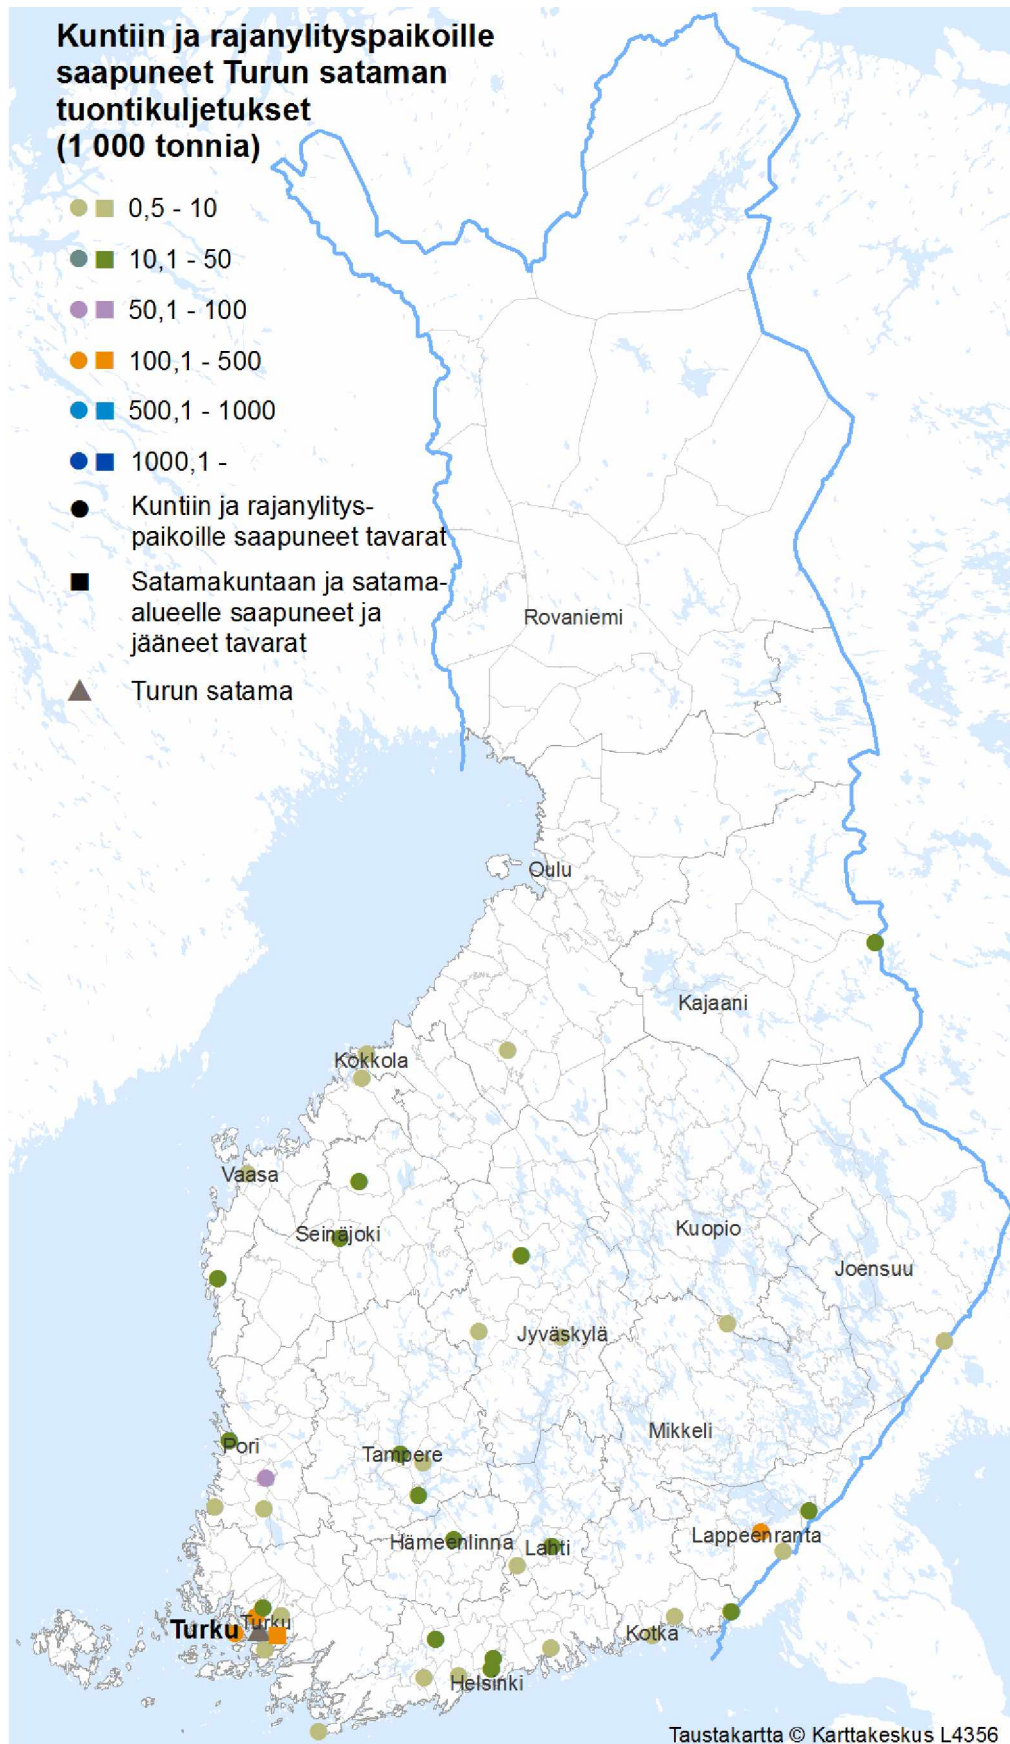 Kuntiin ja rajanylityspaikoille
saapuneet Turun sataman
tuontikuljetukset
(1 000 tonnia)
0,5 - 10
10,1 - 50
50,1 - 100
100,1 - 500
500,1 - 1000
1000,1 -
Kuntiin ja rajanylitys-
paikoille saapuneet tavarat
Satamakuntaan ja satama-
alueelle saapuneet ja
jääneet tavarat
Turun satama
Rovaniemi
Oulu
Kajaani
Kokkola
Vaasa
Seinäjoki
Kuopio
Joensuu
Jyväskylä
Mikkeli
Pori
Tampere
Hämeenlinna
Lahti
Lappeenranta
Turku
Turku
Kotka
Helsinki
Taustakartta © Karttakeskus L4356